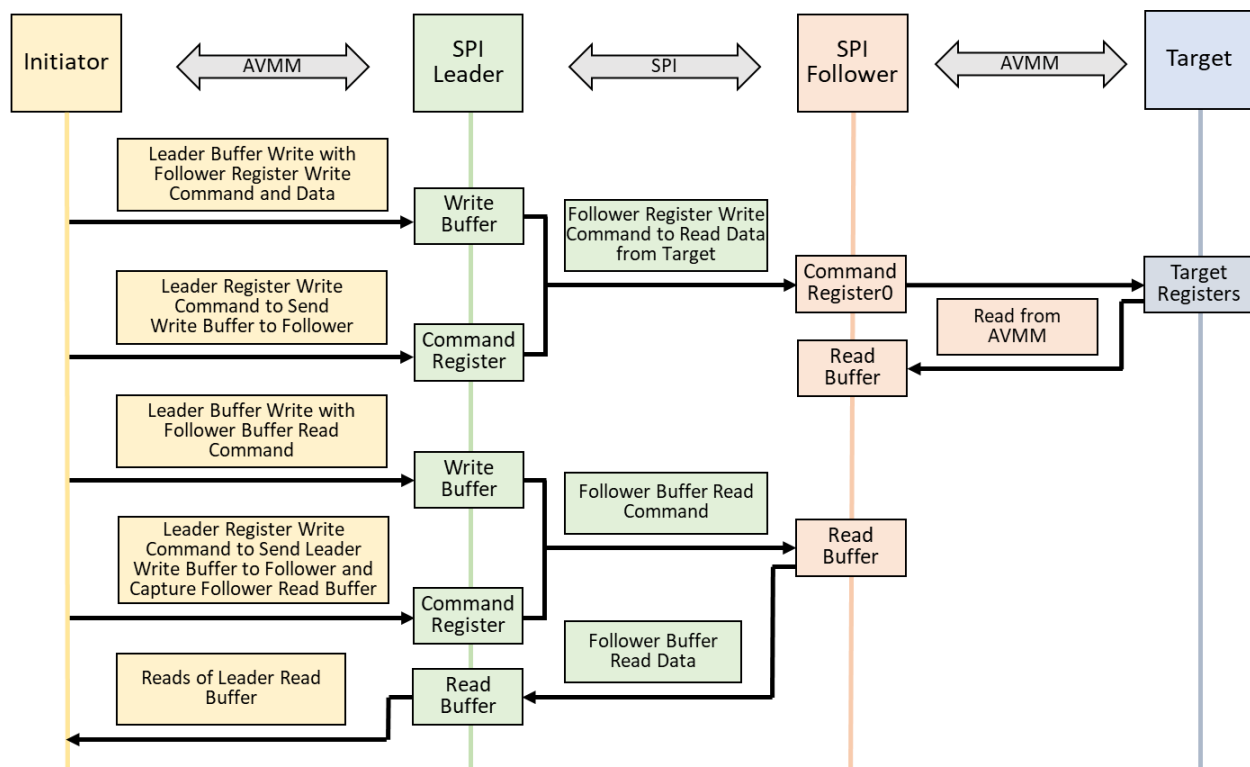 Initiator
AVMM
SPI
Leader
SPI
SPI
Follower
AVMM
Target
Leader Buffer Write with
Follower Register Write
Command and Data
Write
Buffer
Follower Register Write
Command to Read Data
from Target
Leader Register Write
Command to Send
Write Buffer to Follower
Command
Register
Command
Register0
Target
Registers
Read from
AVMM
Read
Buffer
Leader Buffer Write with
Follower Buffer Read
Command
Write
Buffer
Follower Buffer Read
Command
Leader Register Write
Command to Send Leader
Write Buffer to Follower and
Capture Follower Read Buffer
Read
Buffer
Command
Register
Follower Buffer
Read Data
Reads of Leader Read
Buffer
Read
Buffer